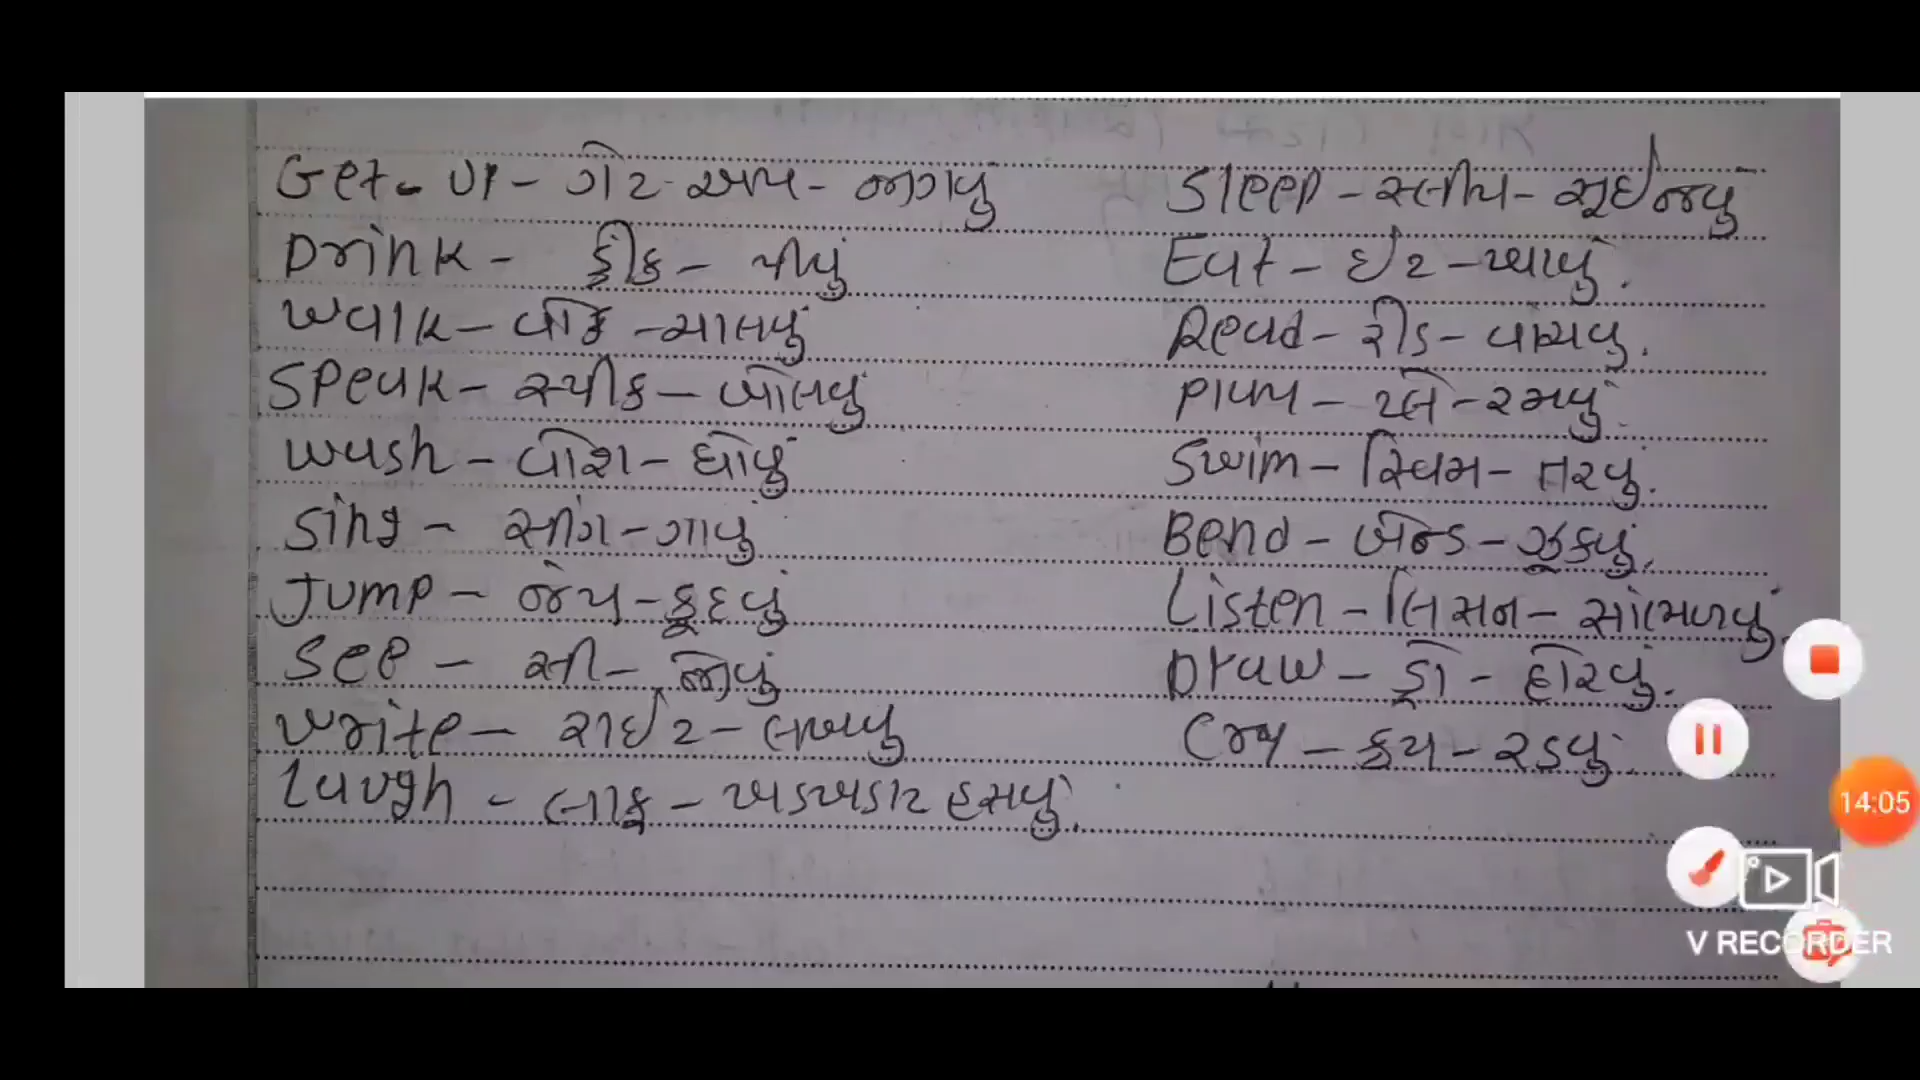 Get-up - ગેટ-અપ - જાગવું
Drink - ડ્રીંક - પીવું
walk - વોક - ચાલવું
Speak - સ્પીક - બોલવું
wash - વોશ - ધોવું
Sing - સીંગ - ગાવું
Jump - જંપ - કૂદવું
See - સી - જોવું
write - રાઈટ - લખવું
Laugh - લાફ - ખડખડાટ હસવું.
Sleep - સ્લીપ - સૂઈજવું
Eat - ઈટ - ખાવું.
Read - રીડ - વાંચવું.
play - પ્લે - રમવું.
Swim - સ્વિમ - તરવું.
Bend - બેન્ડ - ઝૂકવું.
Listen - લિસન - સાંભળવું.
Draw - ડ્રો - દોરવું.
Cry - ક્રાય - રડવું.
14:05
V RECORDER